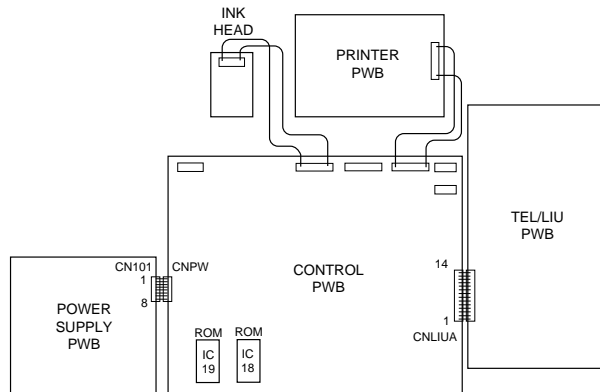 INK
HEAD
PRINTER
PWB
TEL/LIU
PWB
CN101 CNPW
1
8
CONTROL
PWB
14
1
CNLIUA
POWER
SUPPLY
PWB
ROM ROM
IC
19
IC
18